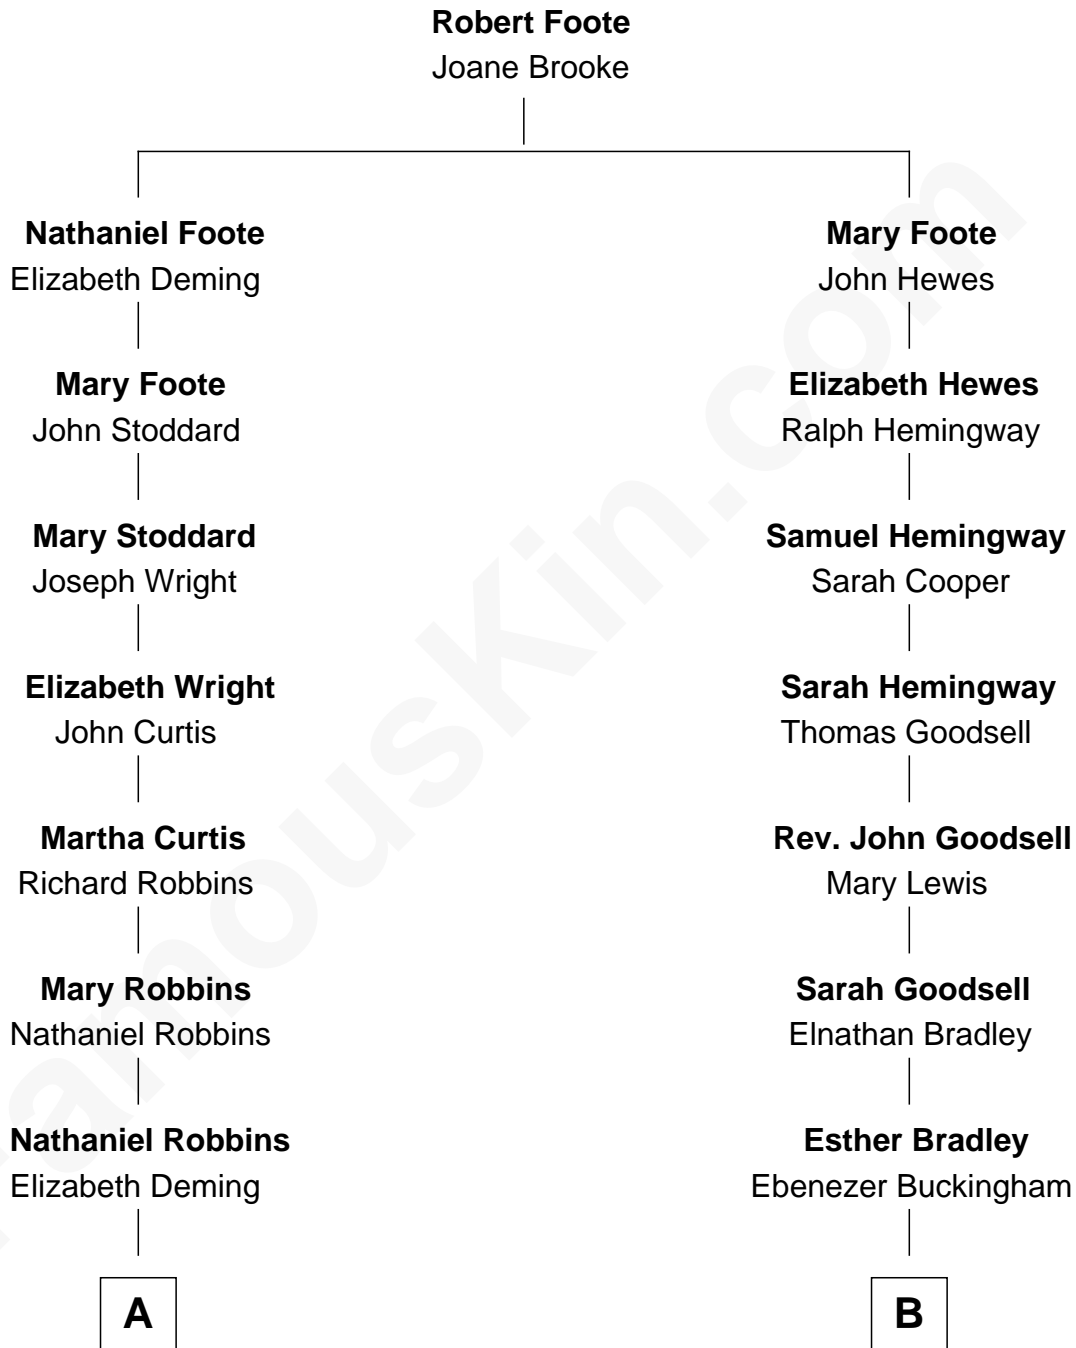 Robert Foote
Joane Brooke
Nathaniel Foote
Elizabeth Deming
Mary Foote
John Hewes
Mary Foote
John Stoddard
Elizabeth Hewes
Ralph Hemingway
Mary Stoddard
Joseph Wright
Samuel Hemingway
Sarah Cooper
Elizabeth Wright
John Curtis
Sarah Hemingway
Thomas Goodsell
Martha Curtis
Richard Robbins
Rev. John Goodsell
Mary Lewis
Mary Robbins
Nathaniel Robbins
Sarah Goodsell
Elnathan Bradley
Nathaniel Robbins
Elizabeth Deming
Esther Bradley
Ebenezer Buckingham
A
B
FamousKin.com